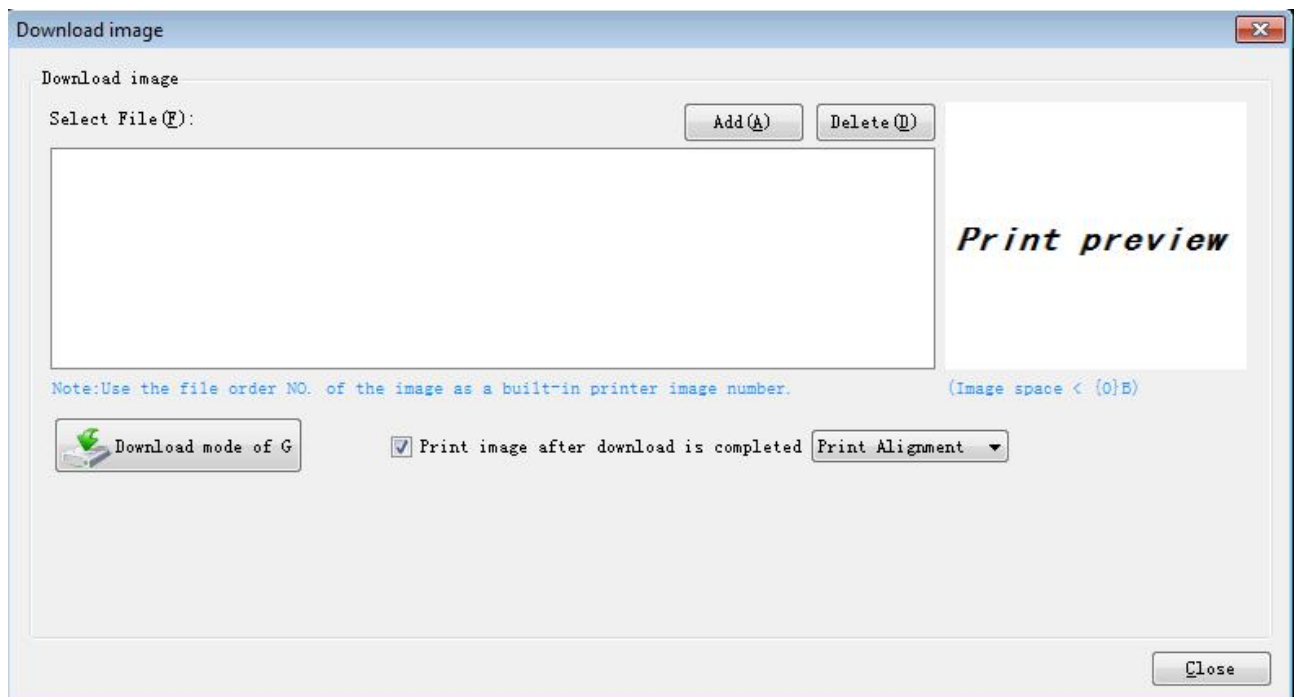 Download image
Download image
Select File(F):
Add(A)
Delete(D)
Print preview
Note:Use the file order NO. of the image as a built-in printer image number.
(Image space < {0}B)
Download mode of G
Print image after download is completed
Print Alignment
Close